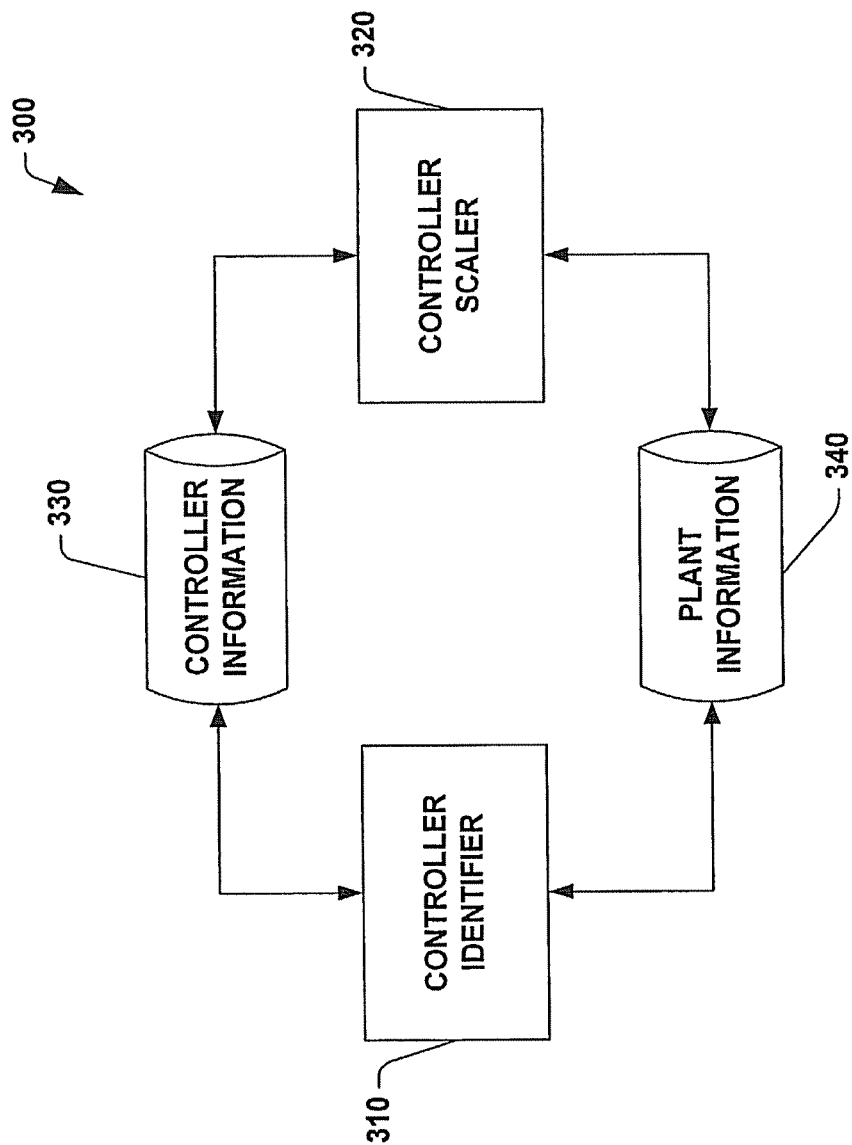 300
330
CONTROLLER
INFORMATION
310
CONTROLLER
IDENTIFIER
320
CONTROLLER
SCALER
PLANT
INFORMATION
340